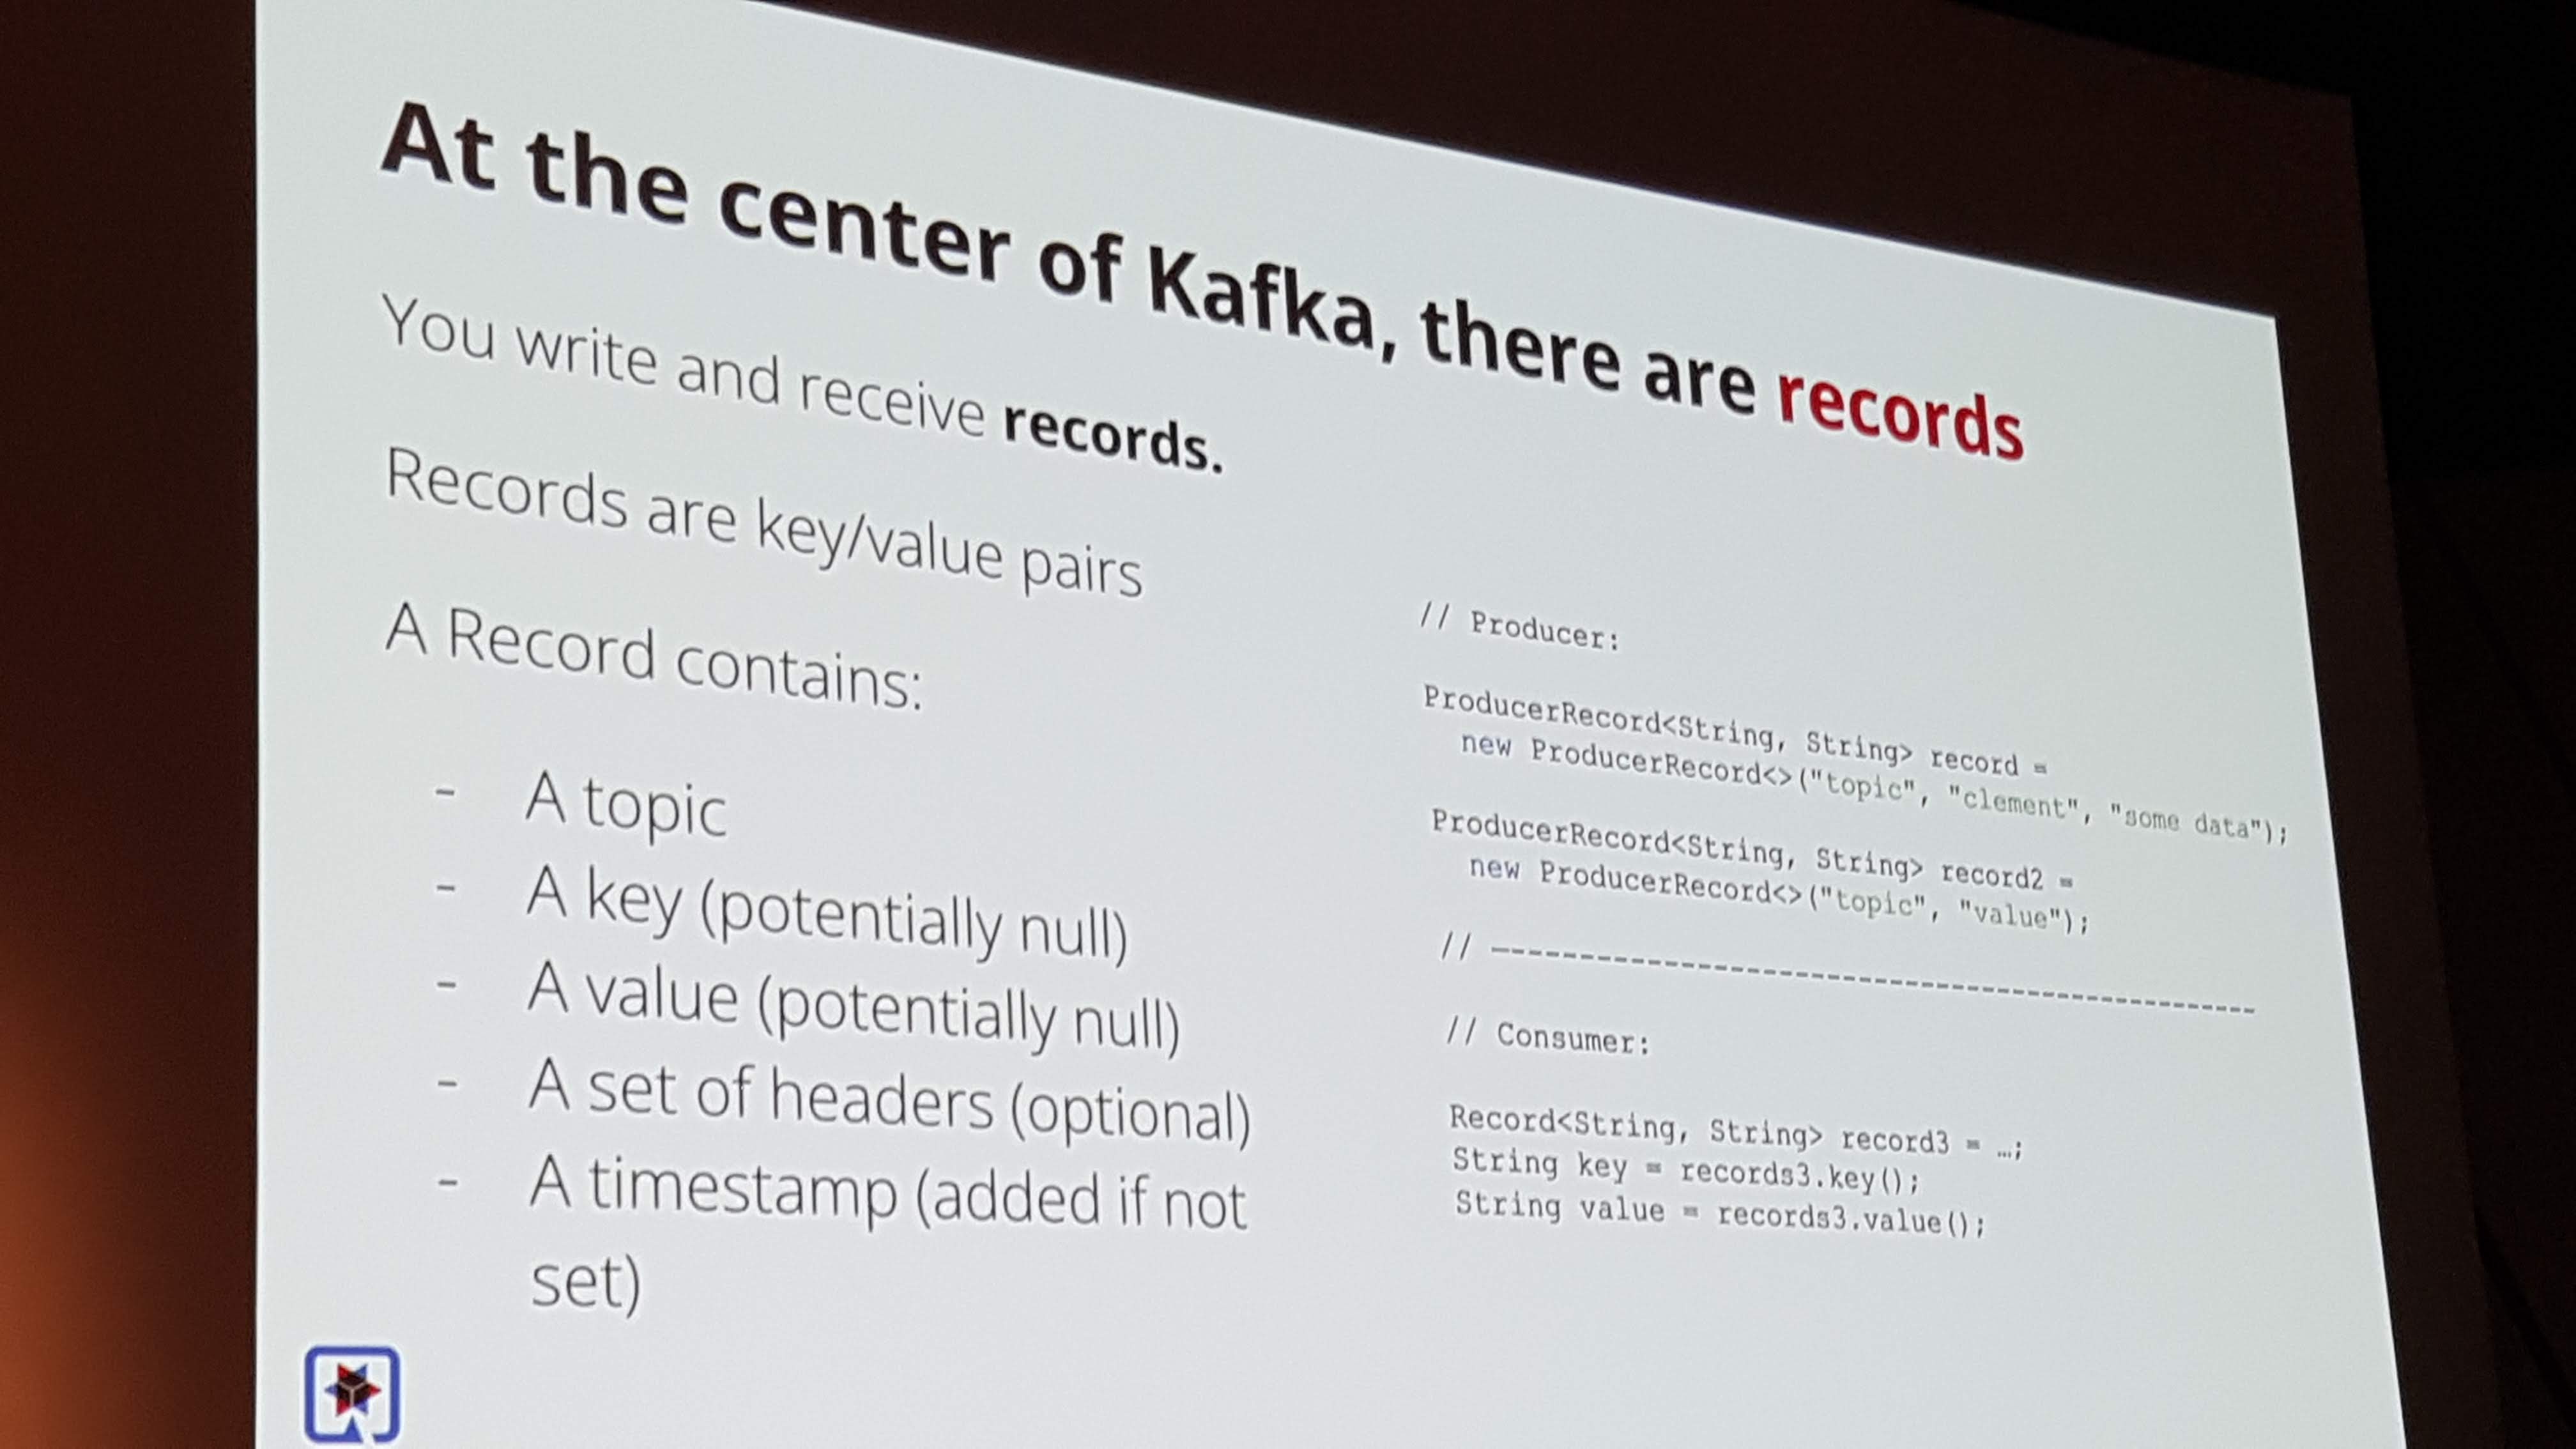 At the center of Kafka, there are records
You write and receive records.
Records are key/value pairs
A Record contains:
- A topic
- A key (potentially null)
- A value (potentially null)
- A set of headers (optional)
- A timestamp (added if not
set)
// Producer:
ProducerRecord<String, String> record =
new ProducerRecord<>("topic", "clement", "some data");
ProducerRecord<String, String> record2 =
new ProducerRecord<>("topic", "value");
// ---------------------------------------------
// Consumer:
Record<String, String> record3 = …;
String key = records3.key();
String value = records3.value();